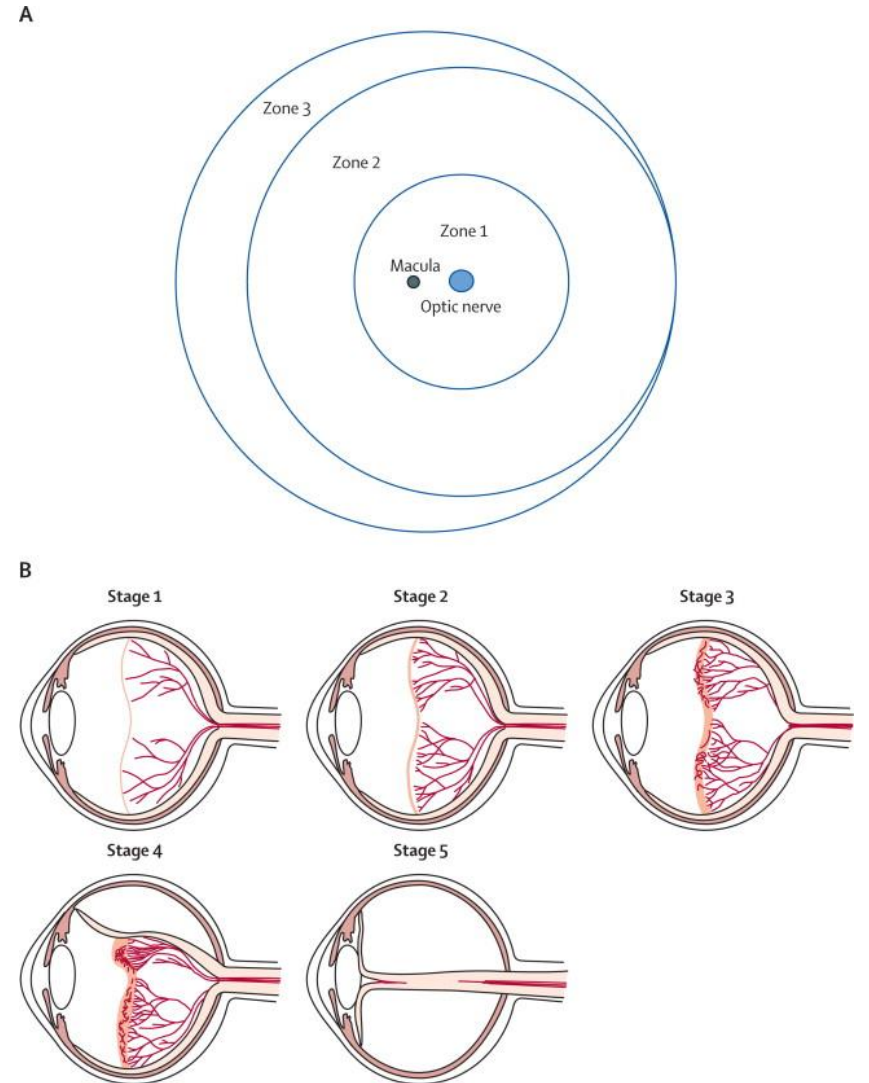 A
Zone 3
Zone 2
Zone 1
Macula
Optic nerve
B
Stage 1 Stage 2 Stage 3
Stage 4 Stage 5